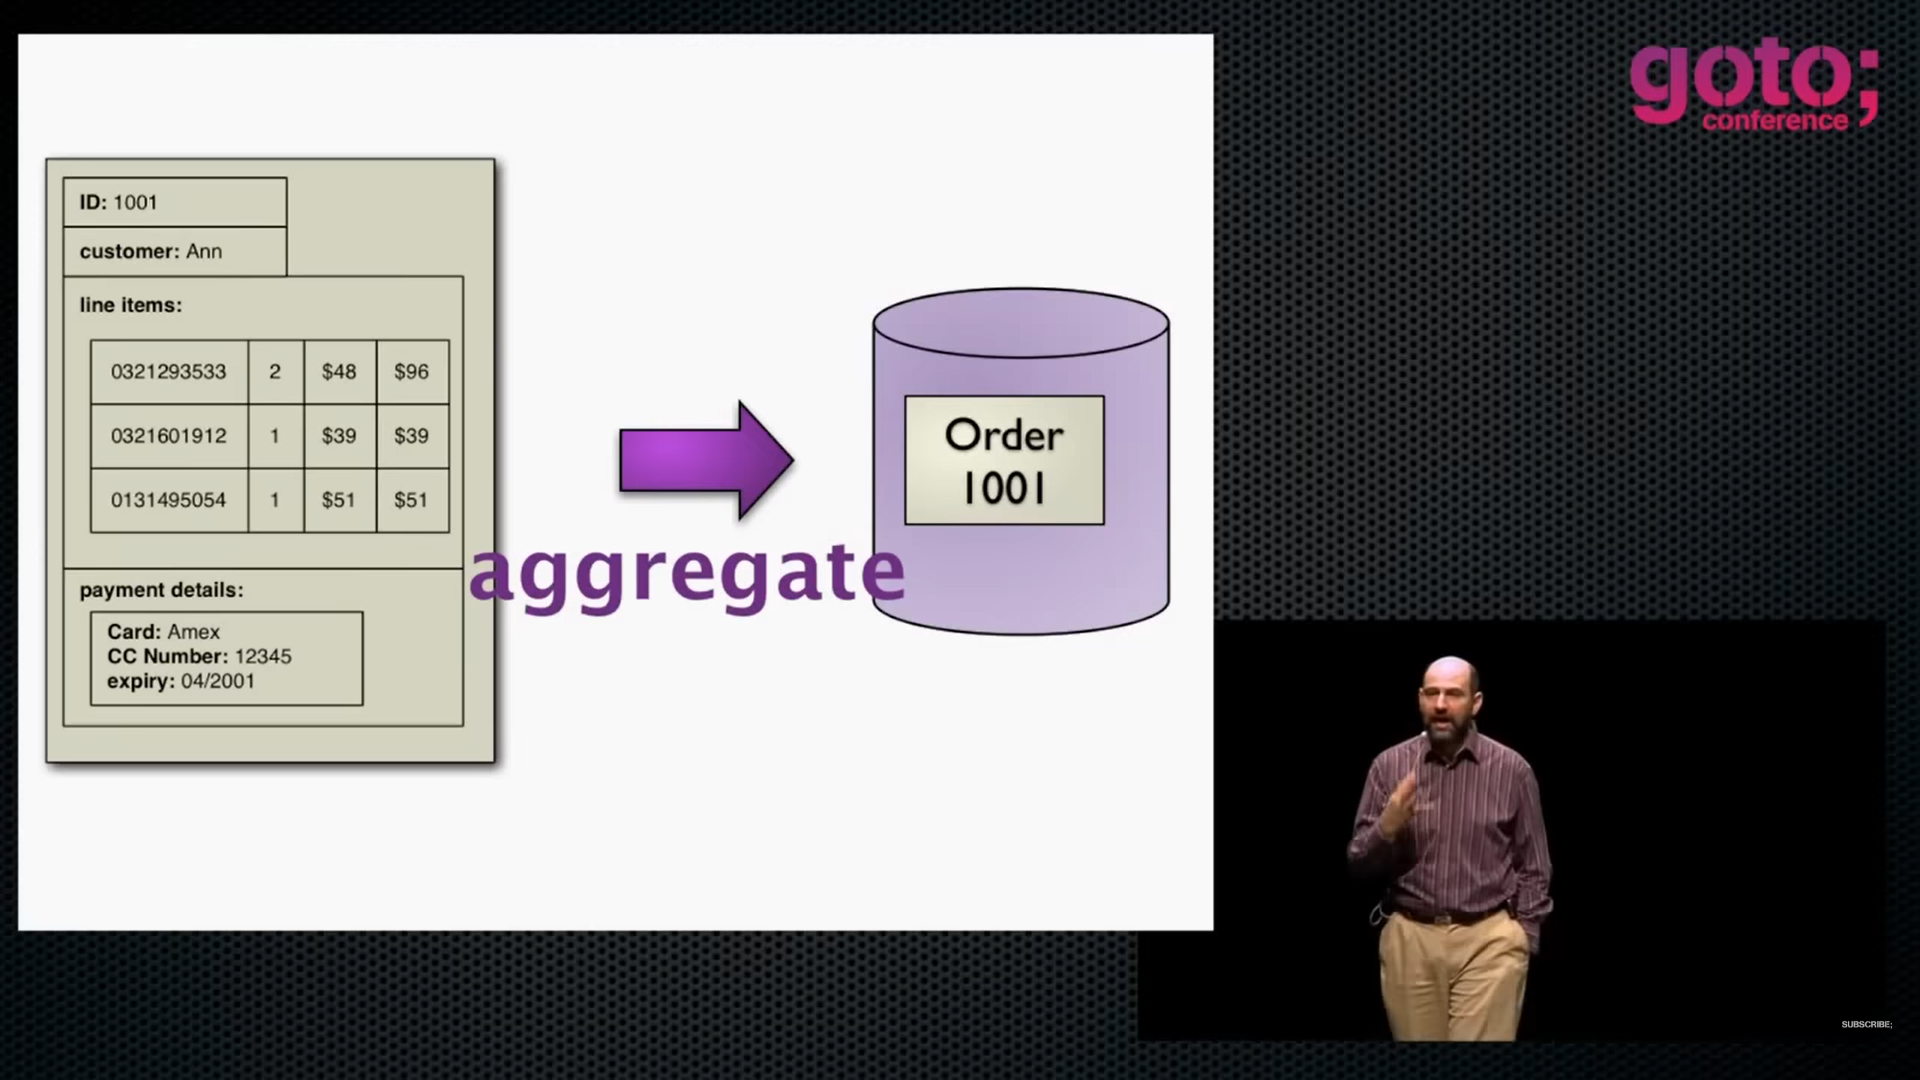 goto;
conference
ID: 1001
customer: Ann
line items:
0321293533 2 $48 $96
0321601912 1 $39 $39
0131495054 1 $51 $51
payment details:
Card: Amex
CC Number: 12345
expiry: 04/2001
aggregate
Order
1001
SUBSCRIBE;